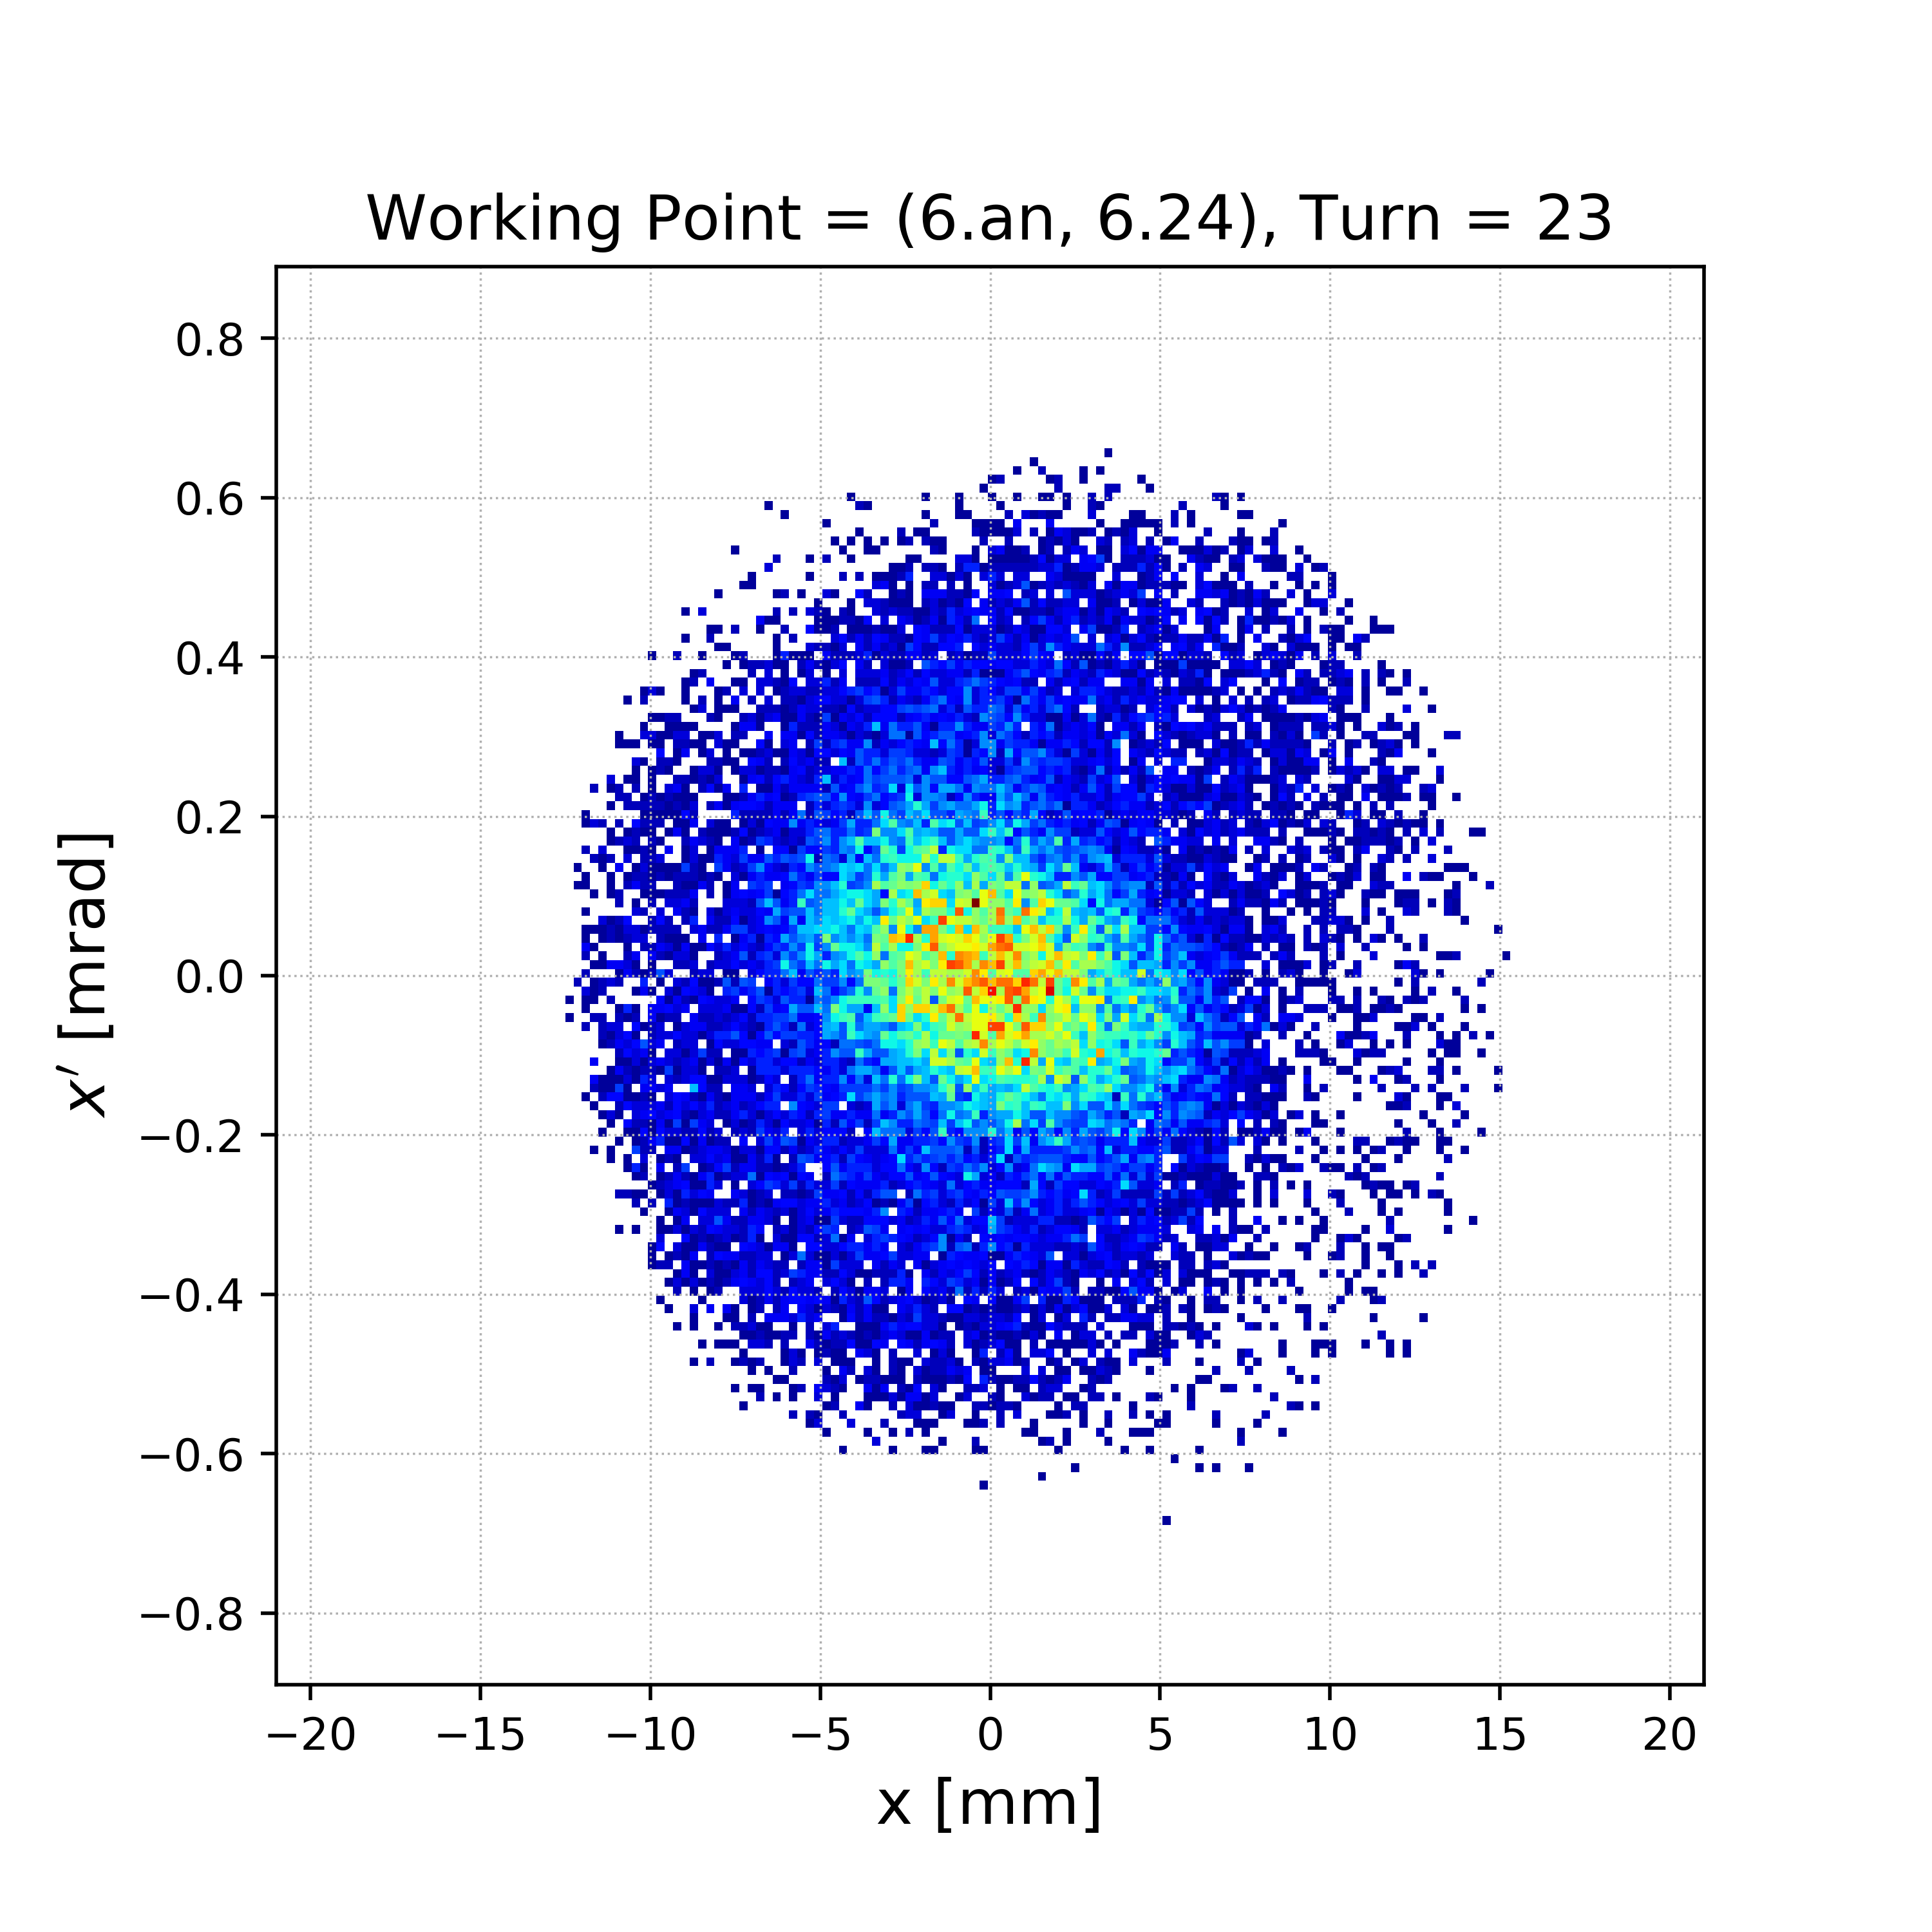 Working Point = (6.an, 6.24), Turn = 23
0.8
0.6
0.4
0.2
0.0
−0.2
−0.4
−0.6
−0.8
x′ [mrad]
−20 −15 −10 −5 0 5 10 15 20
x [mm]